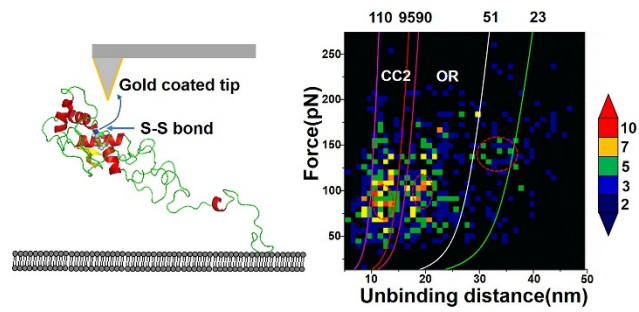 Gold coated tip
S-S bond
110 9590 51 23
CC2 OR
Force(pN)
250
200
150
100
50
10 20 30 40 50
Unbinding distance(nm)
10
7
5
3
2